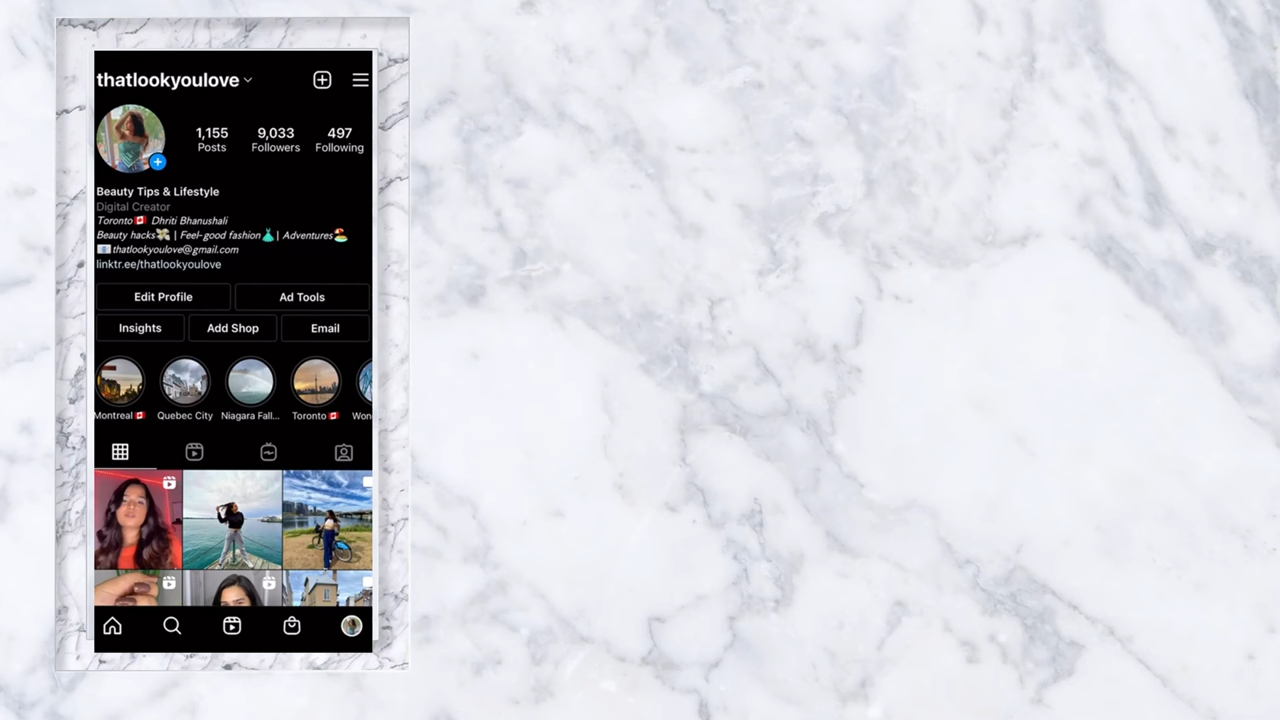 thatlookyoulove
1,155 9,033 497
Posts Followers Following
Beauty Tips & Lifestyle
Digital Creator
Toronto🇨🇦 Dhriti Bhanushali
Beauty hacks💸 | Feel-good fashion👗 | Adventures🏖️
📧 thatlookyoulove@gmail.com
linktr.ee/thatlookyoulove
Edit Profile Ad Tools
Insights Add Shop Email
Montreal🇨🇦 Quebec City Niagara Fall... Toronto🇨🇦 Won